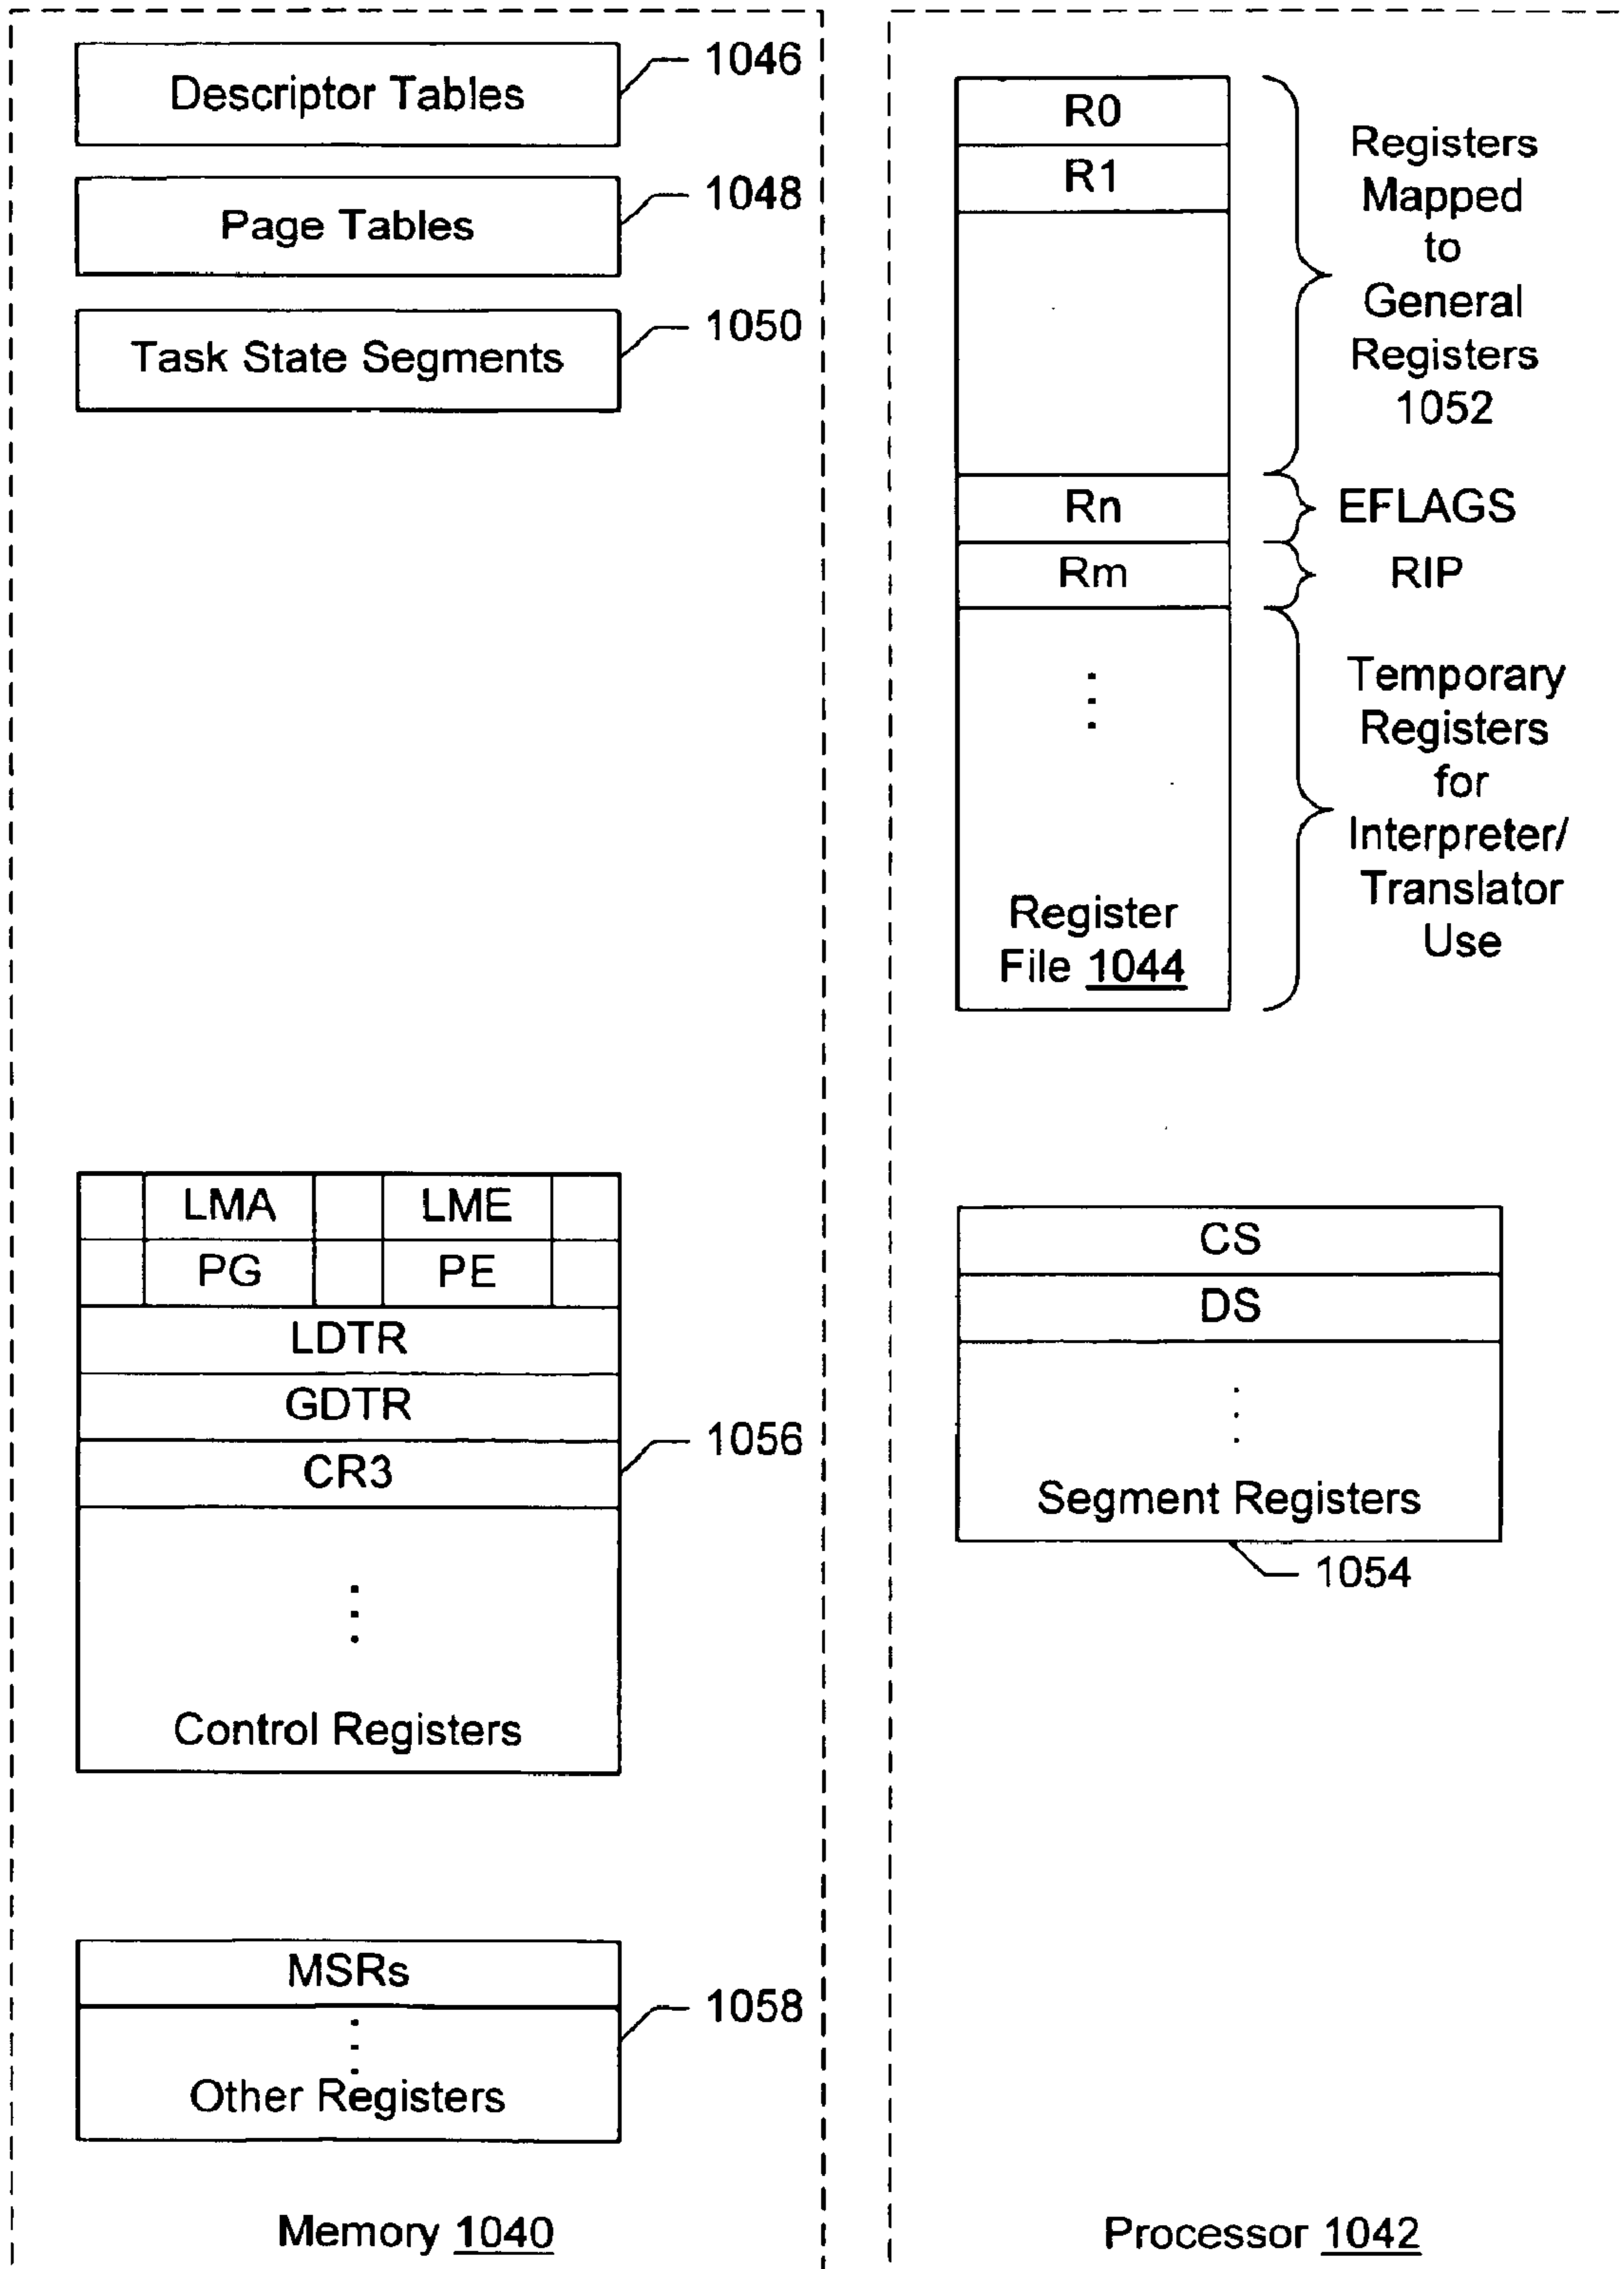 Descriptor Tables
1046
Page Tables
1048
Task State Segments
1050
LMA
LME
PG
PE
LDTR
GDTR
CR3
1056
Control Registers
MSRs
1058
Other Registers
Memory 1040
R0
R1
Registers
Mapped
to
General
Registers
1052
Rn
EFLAGS
Rm
RIP
Temporary
Registers
for
Interpreter/
Translator
Use
Register
File 1044
CS
DS
Segment Registers
1054
Processor 1042